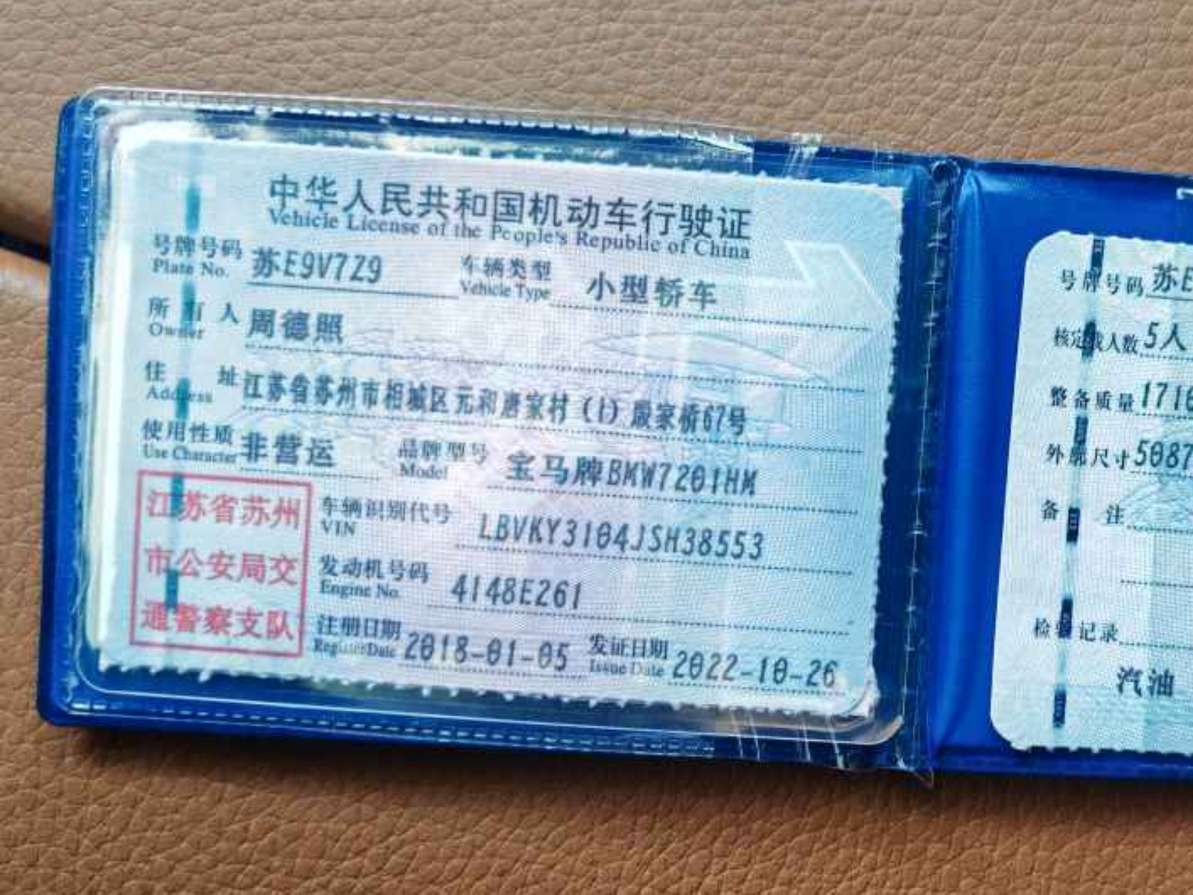 中华人民共和国机动车行驶证
Vehicle License of the People's Republic of China
号牌号码 苏E9V7Z9 车辆类型 小型轿车
Plate No. Vehicle Type
所有人 周德照
Owner
住址 江苏省苏州市相城区元和唐家村(1)殷家桥67号
Address
使用性质 非营运 品牌型号 宝马牌BMW7201HM
Use Character Model
江苏省苏州
市公安局交
通警察支队
车辆识别代号 LBVKY3104JSH38553
VIN
发动机号码 4148E261
Engine No.
注册日期 2018-01-05 发证日期 2022-10-26
Register Date Issue Date
号牌号码 苏E
核定载人数 5人
整备质量 1716
外廓尺寸 5087
备注
检验记录
汽油